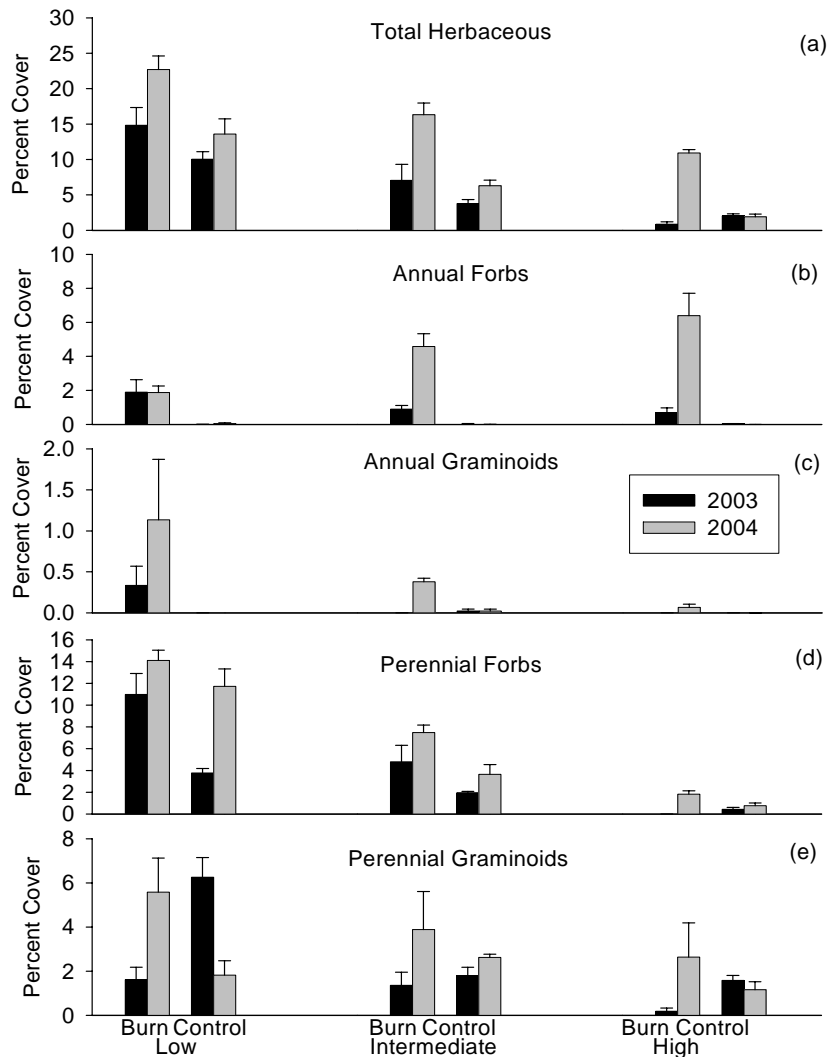 Total Herbaceous
(a)
Percent Cover
30
25
20
15
10
5
0
Annual Forbs
(b)
Percent Cover
10
8
6
4
2
0
Annual Graminoids
(c)
Percent Cover
2.0
1.5
1.0
0.5
0.0
2003
2004
Perennial Forbs
(d)
Percent Cover
16
14
12
10
8
6
4
2
0
Perennial Graminoids
(e)
Percent Cover
8
6
4
2
0
Burn Control
Low
Burn Control
Intermediate
Burn Control
High